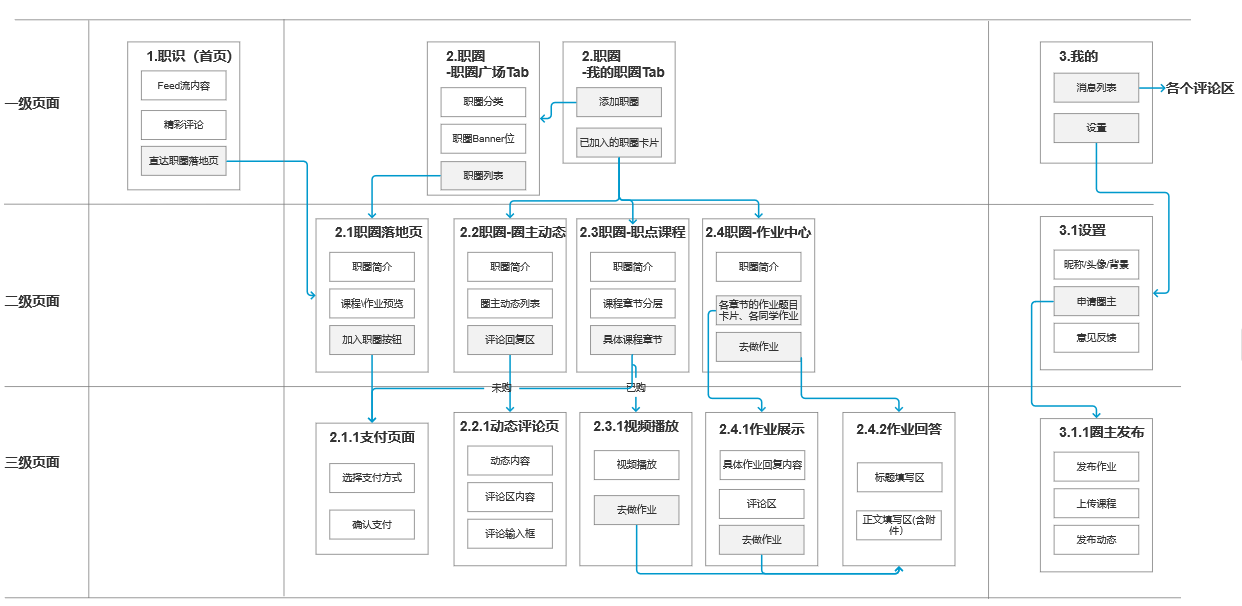 一级页面
1.职识（首页）
Feed流内容
精彩评论
直达职圈落地页
2.职圈
-职圈广场Tab
职圈分类
职圈Banner位
职圈列表
2.职圈
-我的职圈Tab
添加职圈
已加入的职圈卡片
3.我的
消息列表
设置
各个评论区
二级页面
2.1职圈落地页
职圈简介
课程\作业预览
加入职圈按钮
2.2职圈-圈主动态
职圈简介
圈主动态列表
评论回复区
2.3职圈-职点课程
职圈简介
课程章节分层
具体课程章节
2.4职圈-作业中心
职圈简介
各章节的作业题目
卡片、各同学作业
去做作业
3.1设置
昵称/头像/背景
申请圈主
意见反馈
未购
已购
三级页面
2.1.1支付页面
选择支付方式
确认支付
2.2.1动态评论页
动态内容
评论区内容
评论输入框
2.3.1视频播放
视频播放
去做作业
2.4.1作业展示
具体作业回复内容
评论区
去做作业
2.4.2作业回答
标题填写区
正文填写区(含附
件）
3.1.1圈主发布
发布作业
上传课程
发布动态